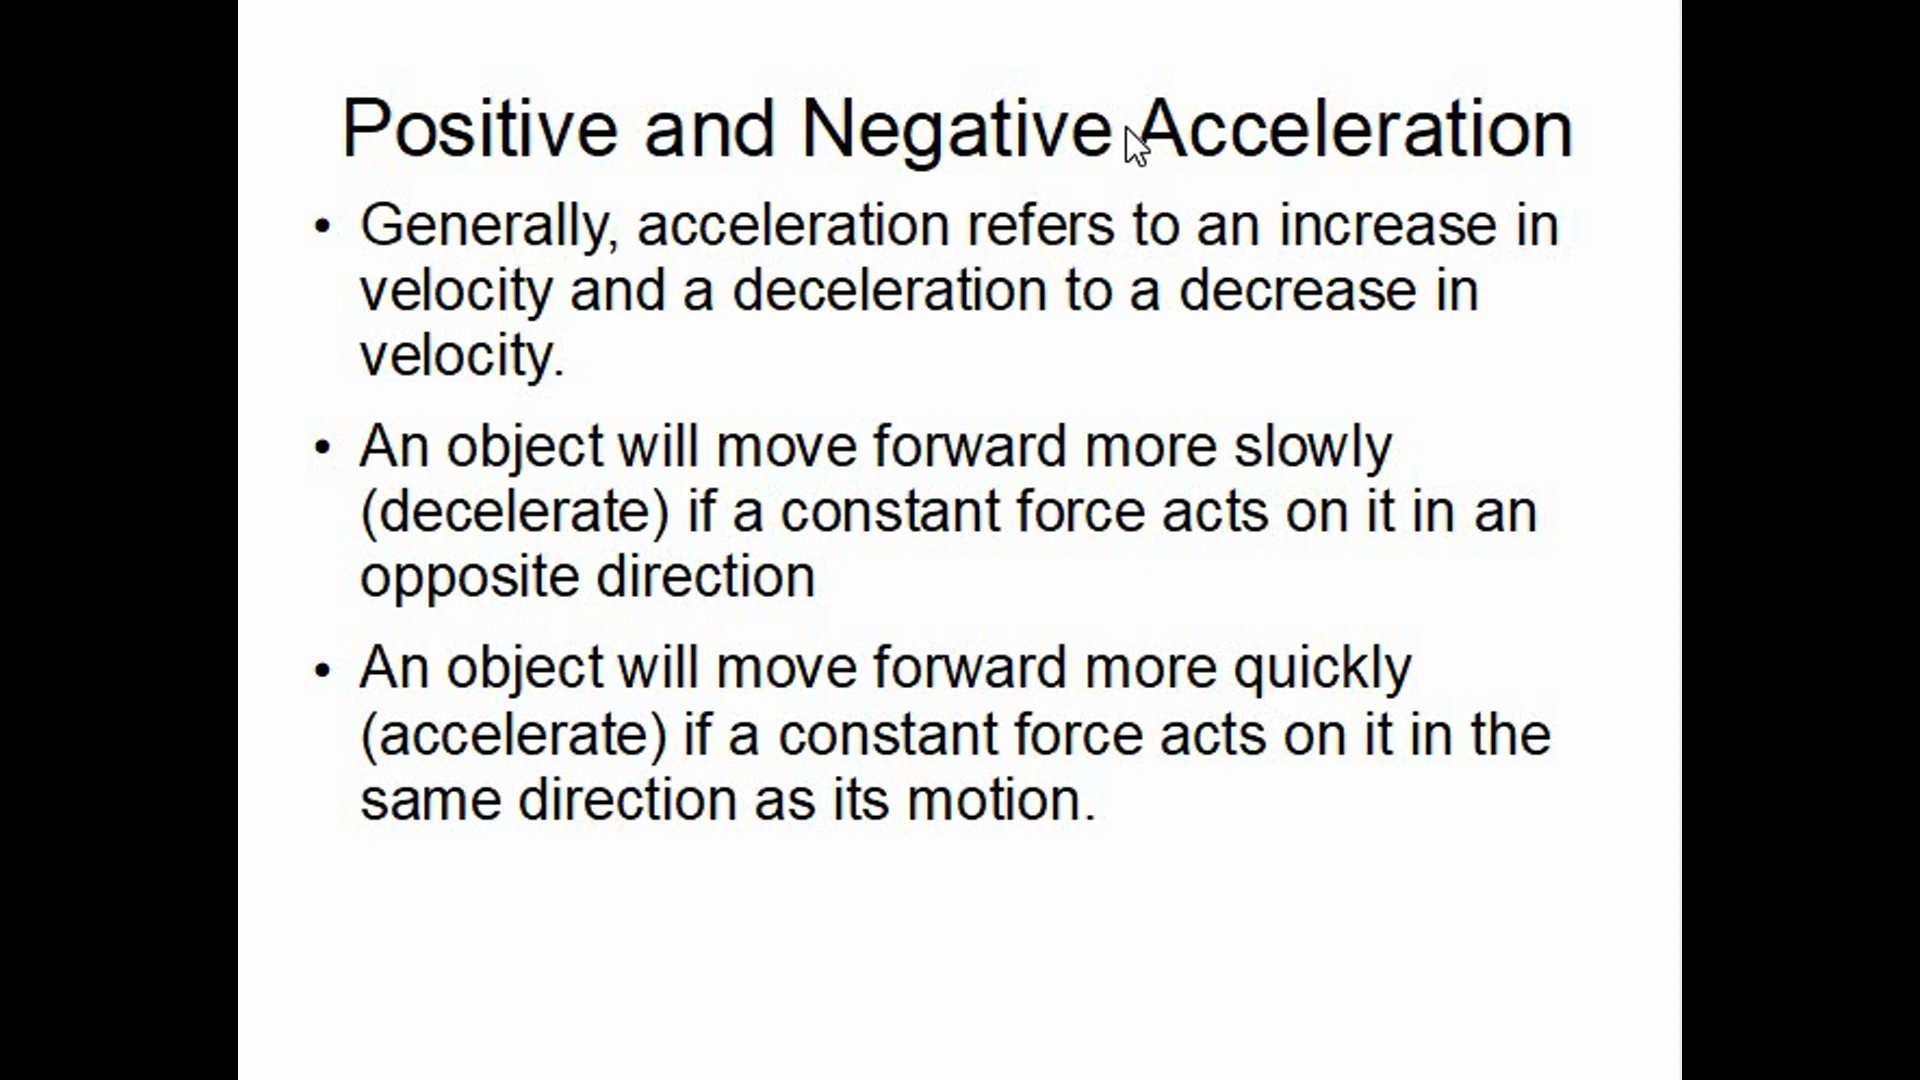 Positive and Negative Acceleration
• Generally, acceleration refers to an increase in
velocity and a deceleration to a decrease in
velocity.
• An object will move forward more slowly
(decelerate) if a constant force acts on it in an
opposite direction
• An object will move forward more quickly
(accelerate) if a constant force acts on it in the
same direction as its motion.